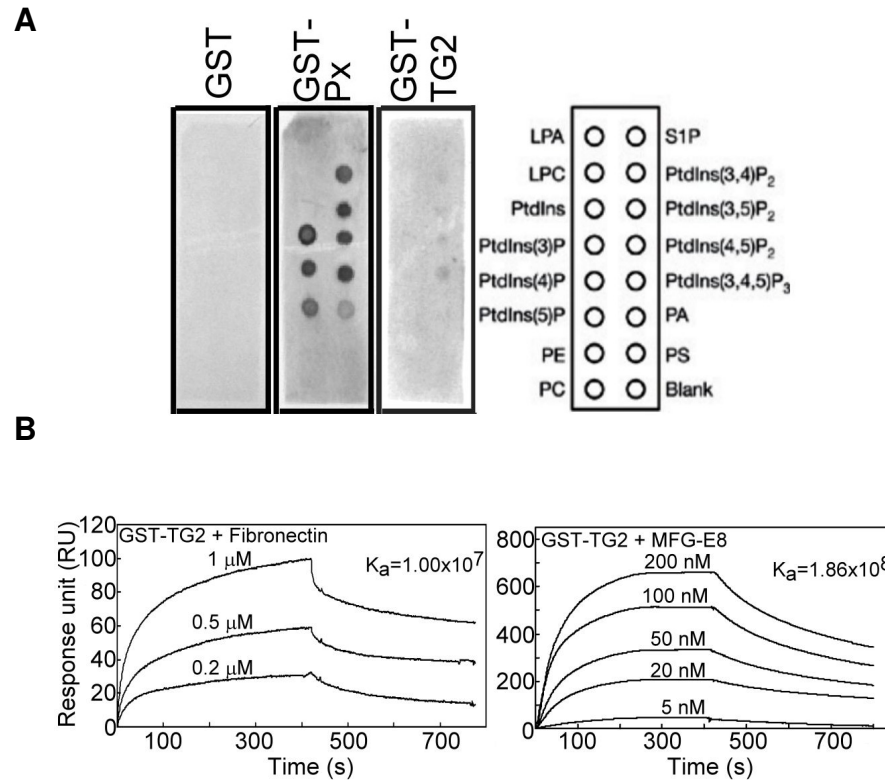 A
GST
GST-
Px
GST-
TG2
LPA S1P
LPC PtdIns(3,4)P₂
PtdIns PtdIns(3,5)P₂
PtdIns(3)P PtdIns(4,5)P₂
PtdIns(4)P PtdIns(3,4,5)P₃
PtdIns(5)P PA
PE PS
PC Blank
B
Response unit (RU)
120
100
80
60
40
20
0
GST-TG2 + Fibronectin
Ka=1.00x10⁷
1 μM
0.5 μM
0.2 μM
100 300 500 700
Time (s)
800
600
400
200
0
GST-TG2 + MFG-E8
Ka=1.86x10⁸
200 nM
100 nM
50 nM
20 nM
5 nM
100 300 500 700
Time (s)